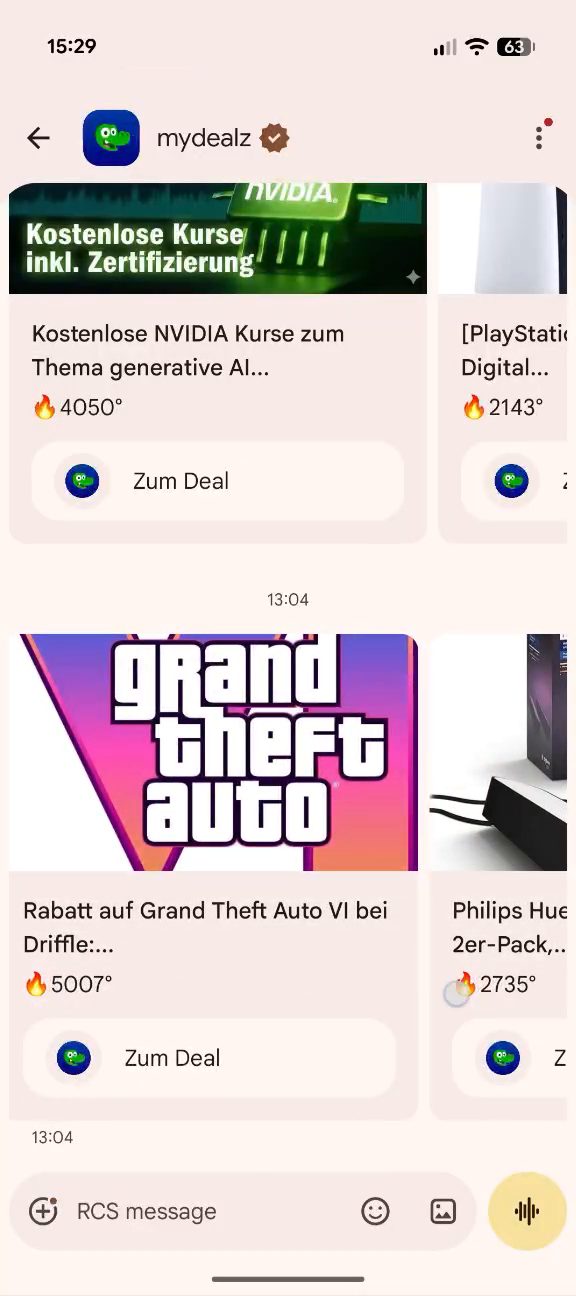 15:29
63
mydealz
NVIDIA.
Kostenlose Kurse
inkl. Zertifizierung
Kostenlose NVIDIA Kurse zum
Thema generative AI...
🔥4050°
Zum Deal
Digital...
🔥2143°
13:04
grand
theft
auto
Rabatt auf Grand Theft Auto VI bei
Driffle:...
🔥5007°
Zum Deal
Philips Hue
2er-Pack,..
🔥2735°
Z
13:04
RCS message